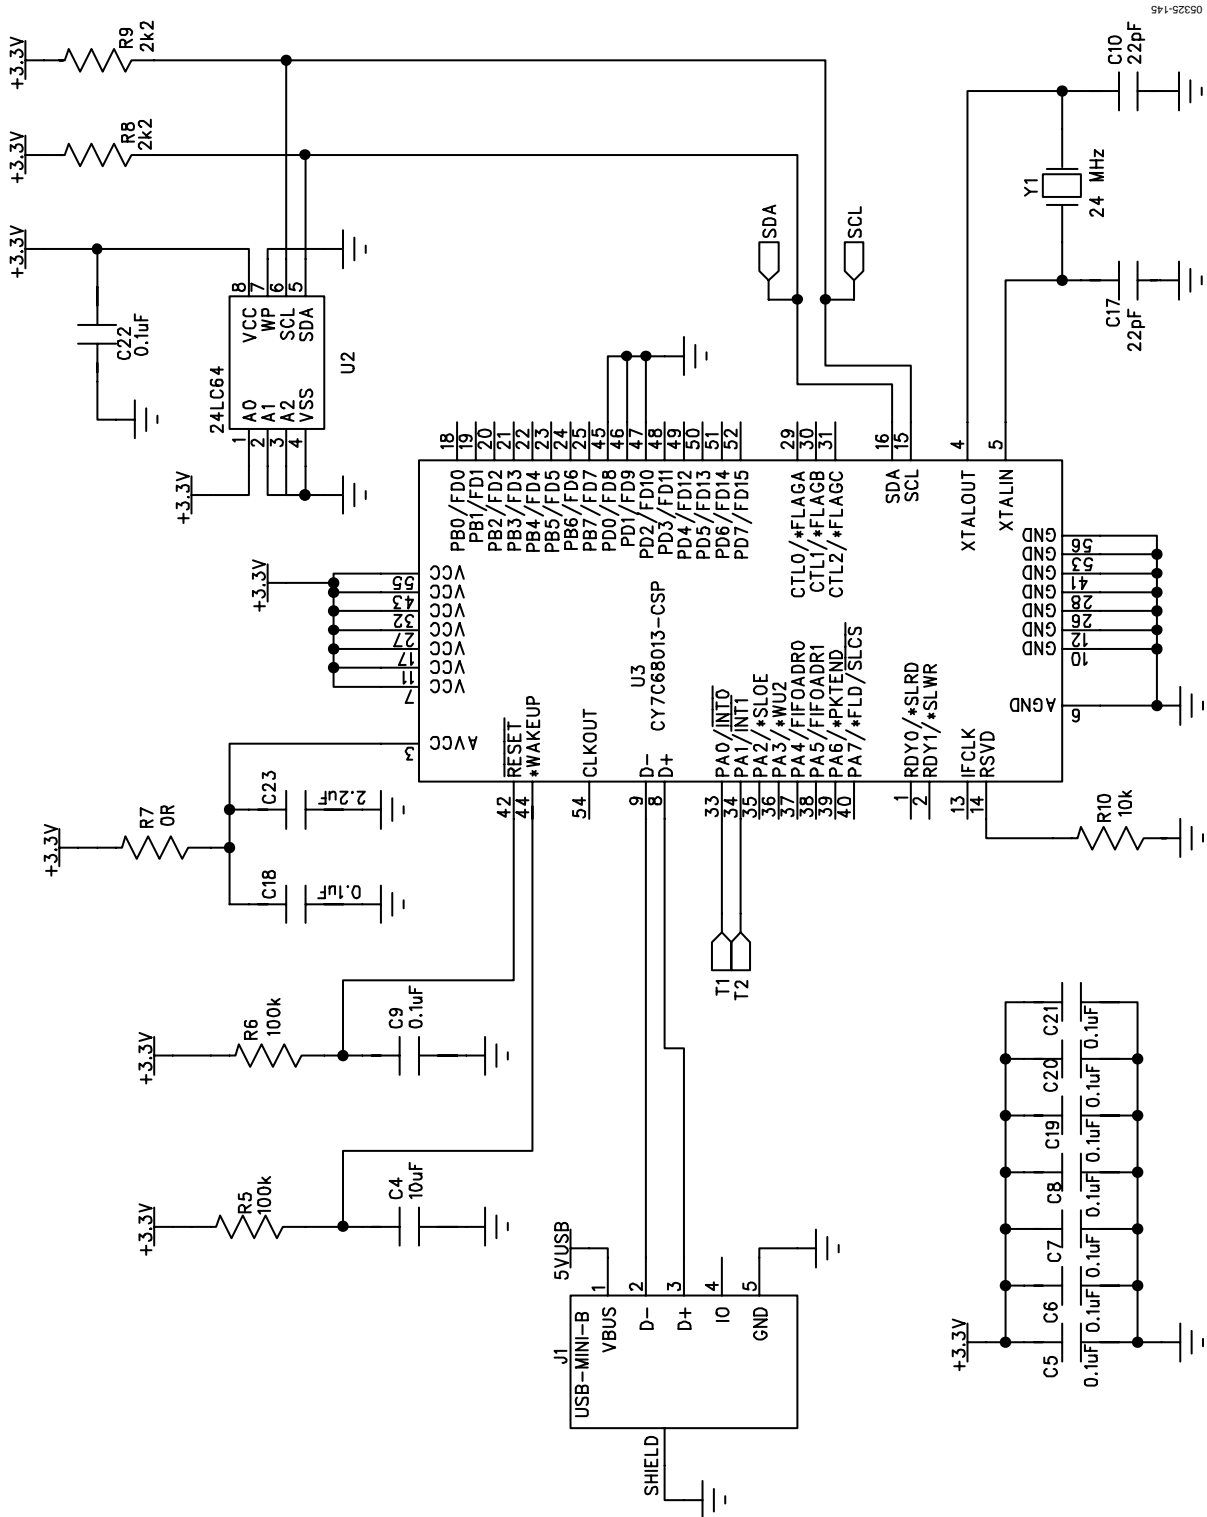 05325-145
+3.3V
R9
2k2
+3.3V
R8
2k2
+3.3V
C22
0.1uF
24LC64
8
7
6
5
VCC
WP
SCL
SDA
A0
A1
A2
VSS
1
2
3
4
U2
+3.3V
SDA
SCL
C10
22pF
Y1
24 MHz
C17
22pF
+3.3V
18
19
20
21
22
23
24
25
45
46
47
48
49
50
51
52
29
30
31
16
15
4
5
PB0/FD0
PB1/FD1
PB2/FD2
PB3/FD3
PB4/FD4
PB5/FD5
PB6/FD6
PB7/FD7
PD0/FD8
PD1/FD9
PD2/FD10
PD3/FD11
PD4/FD12
PD5/FD13
PD6/FD14
PD7/FD15
CTL0/*FLAGA
CTL1/*FLAGB
CTL2/*FLAGC
SDA
SCL
XTALOUT
XTALIN
VCC
55
VCC
43
VCC
32
VCC
27
VCC
17
VCC
11
VCC
7
AVCC
3
U3
CY7C68013-CSP
GND
56
GND
53
GND
41
GND
28
GND
26
GND
12
GND
10
AGND
6
RESET
*WAKEUP
CLKOUT
D-
D+
PA0/INT0
PA1/INT1
PA2/*SLOE
PA3/*WU2
PA4/FIFOADR0
PA5/FIFOADR1
PA6/*PKTEND
PA7/*FLD/SLCS
RDY0/*SLRD
RDY1/*SLWR
IFCLK
RSVD
42
44
54
9
8
33
34
35
36
37
38
39
40
1
2
13
14
+3.3V
R7
0R
C23
2.2uF
C18
0.1uF
R10
10k
T1
T2
+3.3V
R6
100k
C9
0.1uF
+3.3V
R5
100k
C4
10uF
5VUSB
1
2
3
4
5
J1
USB-MINI-B
VBUS
D-
D+
IO
GND
SHIELD
+3.3V
C21
0.1uF
C20
0.1uF
C19
0.1uF
C8
0.1uF
C7
0.1uF
C6
0.1uF
C5
0.1uF